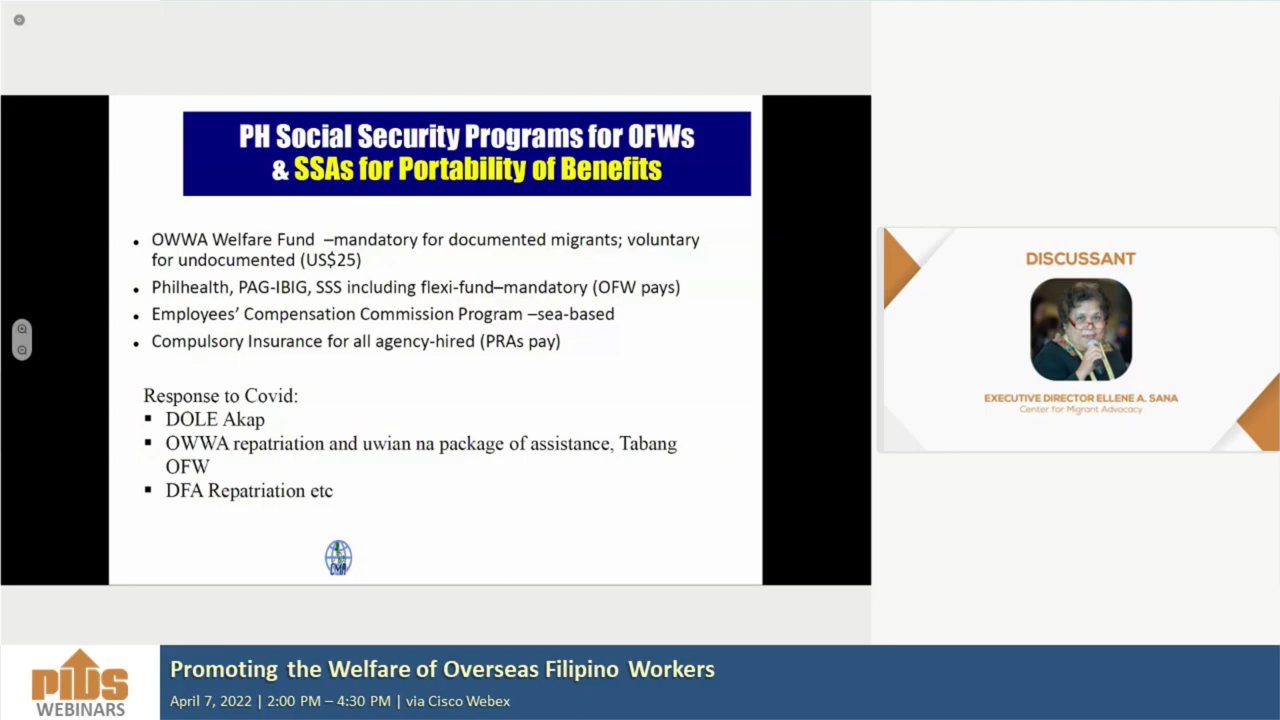 PH Social Security Programs for OFWs
& SSAs for Portability of Benefits
• OWWA Welfare Fund –mandatory for documented migrants; voluntary
for undocumented (US$25)
• Philhealth, PAG-IBIG, SSS including flexi-fund–mandatory (OFW pays)
• Employees’ Compensation Commission Program –sea-based
• Compulsory Insurance for all agency-hired (PRAs pay)
Response to Covid:
▪ DOLE Akap
▪ OWWA repatriation and uwian na package of assistance, Tabang
OFW
▪ DFA Repatriation etc
CMA
DISCUSSANT
EXECUTIVE DIRECTOR ELLENE A. SANA
Center for Migrant Advocacy
PIDS
WEBINARS
Promoting the Welfare of Overseas Filipino Workers
April 7, 2022 | 2:00 PM – 4:30 PM | via Cisco Webex